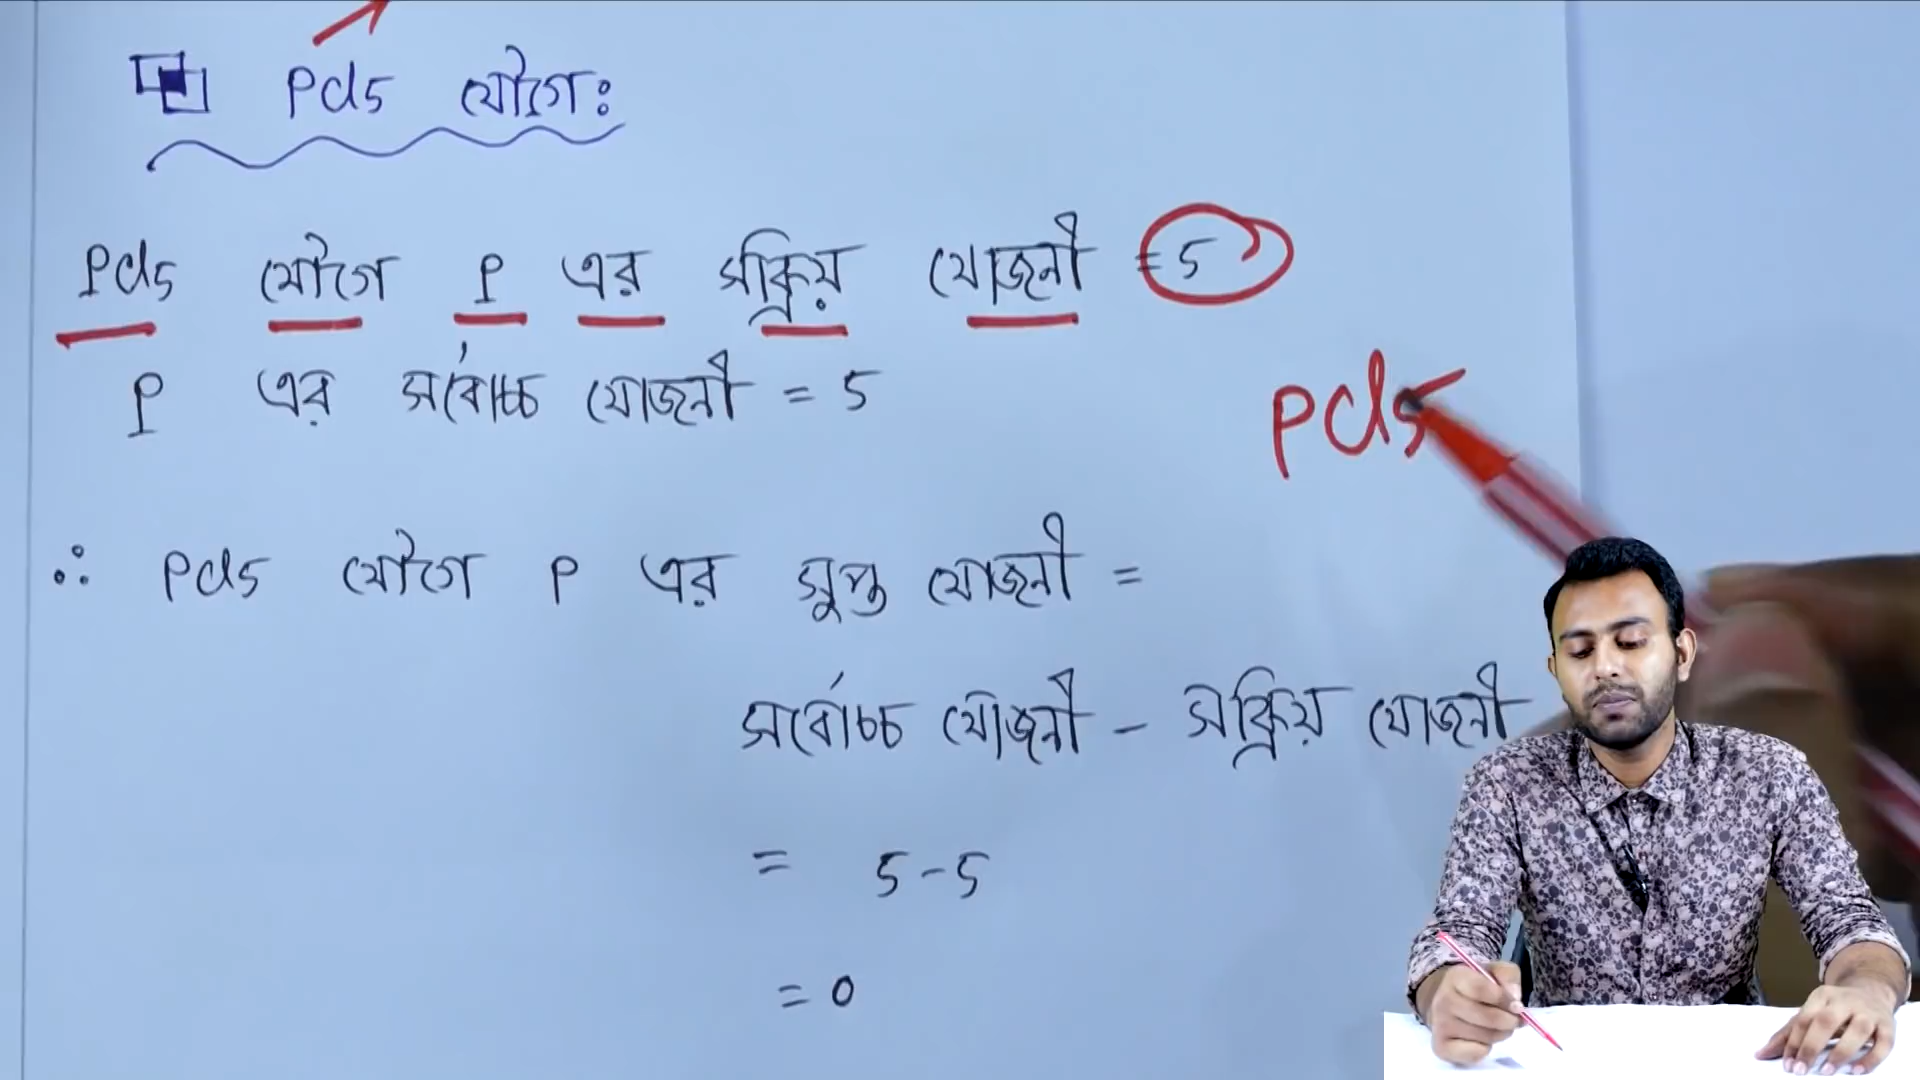 PCl5 যৌগে:
PCl5 যৌগে P এর সক্রিয় যোজনী = 5
P এর সর্বোচ্চ যোজনী = 5
PCl5
∴ PCl5 যৌগে P এর সুপ্ত যোজনী =
সর্বোচ্চ যোজনী - সক্রিয় যোজনী
= 5-5
= 0